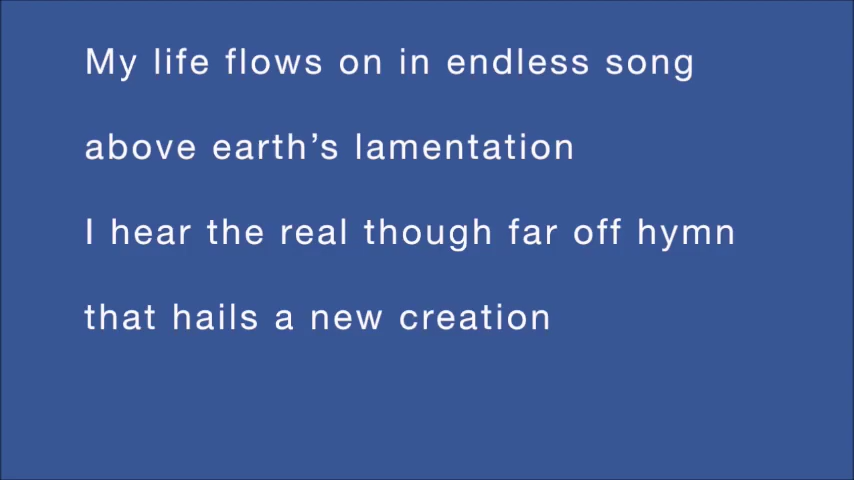 My life flows on in endless song
above earth’s lamentation
I hear the real though far off hymn
that hails a new creation